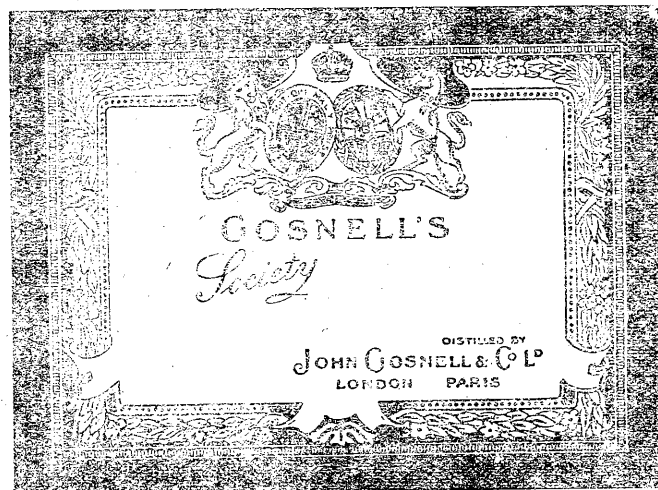 GOSNELL'S
Society
DISTILLED BY
JOHN GOSNELL & Co LD
LONDON PARIS